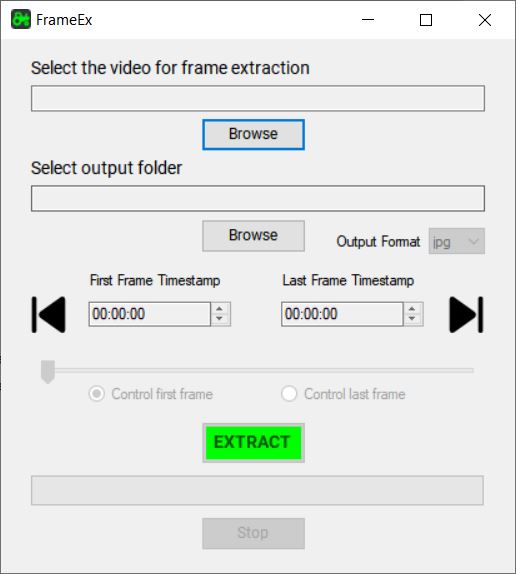 FrameEx
Select the video for frame extraction
Browse
Select output folder
Browse
Output Format jpg
First Frame Timestamp Last Frame Timestamp
00:00:00 00:00:00
Control first frame Control last frame
EXTRACT
Stop